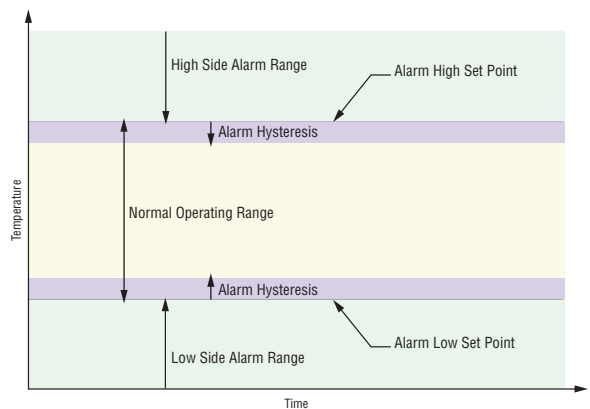 High Side Alarm Range
Alarm High Set Point
Alarm Hysteresis
Normal Operating Range
Temperature
Alarm Hysteresis
Alarm Low Set Point
Low Side Alarm Range
Time